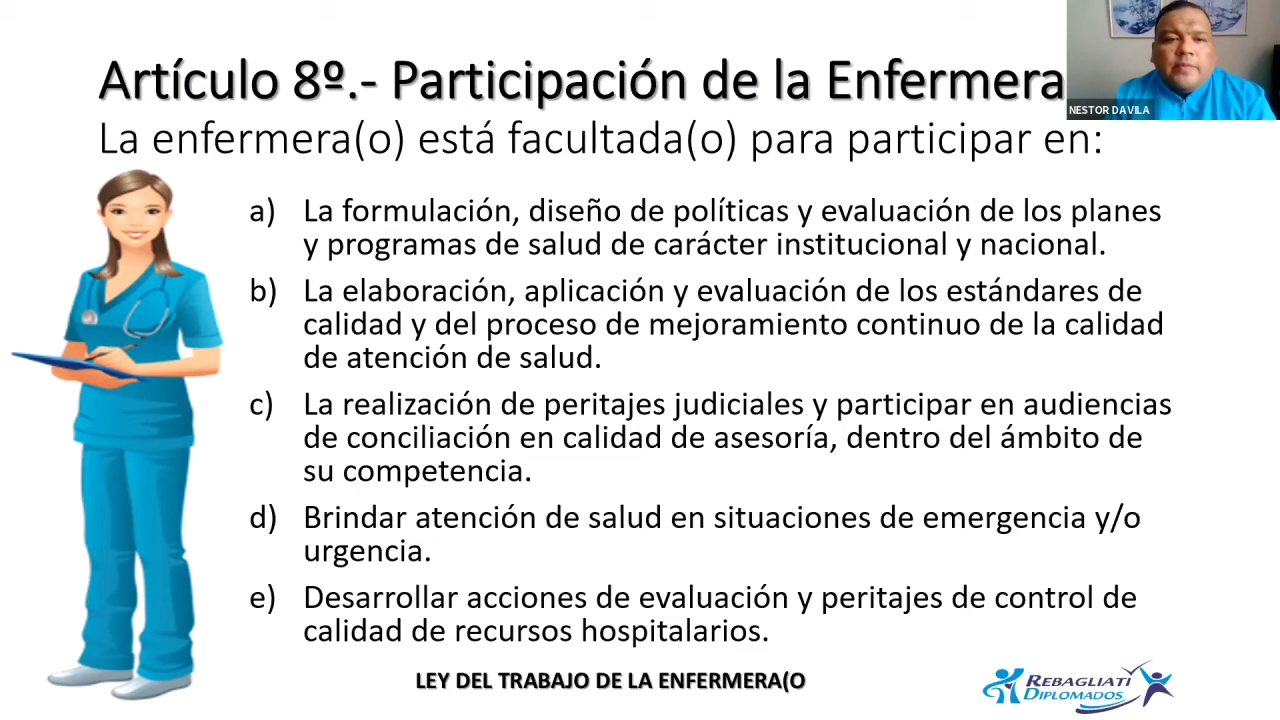 Artículo 8º.- Participación de la Enfermera
La enfermera(o) está facultada(o) para participar en:
NESTOR DAVILA
a) La formulación, diseño de políticas y evaluación de los planes
y programas de salud de carácter institucional y nacional.
b) La elaboración, aplicación y evaluación de los estándares de
calidad y del proceso de mejoramiento continuo de la calidad
de atención de salud.
c) La realización de peritajes judiciales y participar en audiencias
de conciliación en calidad de asesoría, dentro del ámbito de
su competencia.
d) Brindar atención de salud en situaciones de emergencia y/o
urgencia.
e) Desarrollar acciones de evaluación y peritajes de control de
calidad de recursos hospitalarios.
LEY DEL TRABAJO DE LA ENFERMERA(O
REBAGLIATI
DIPLOMADOS